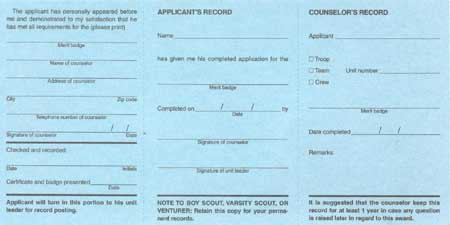 The applicant has personally appeared before
me and demonstrated to my satisfaction that he
has met all requirements for the (please print)
Merit badge
Name of counselor
Address of counselor
City Zip code
Telephone number of counselor
/ /
Signature of counselor Date
Checked and recorded:
Date Initials
Certificate and badge presented
Date
Applicant will turn in this portion to his unit
leader for record posting.
APPLICANT'S RECORD
Name
has given me his completed application for the
Merit badge
Completed on / / by
Date
Signature of counselor
Signature of unit leader
NOTE TO BOY SCOUT, VARSITY SCOUT, OR
VENTURER: Retain this copy for your perma-
nent records.
COUNSELOR'S RECORD
Applicant
Troop
Team Unit number
Crew
Merit badge
Date completed / /
Remarks:
It is suggested that the counselor keep this
record for at least 1 year in case any question
is raised later in regard to this award.